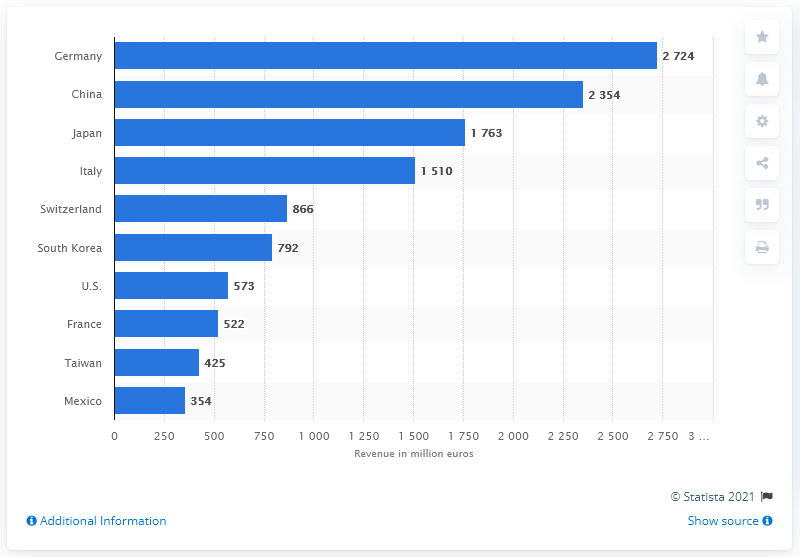 Germany 2 724
China 2 354
Japan 1 763
Italy 1 510
Switzerland 866
South Korea 792
U.S. 573
France 522
Taiwan 425
Mexico 354
0 250 500 750 1 000 1 250 1 500 1 750 2 000 2 250 2 500 2 750 3 ...
Revenue in million euros
© Statista 2021
Additional Information Show source